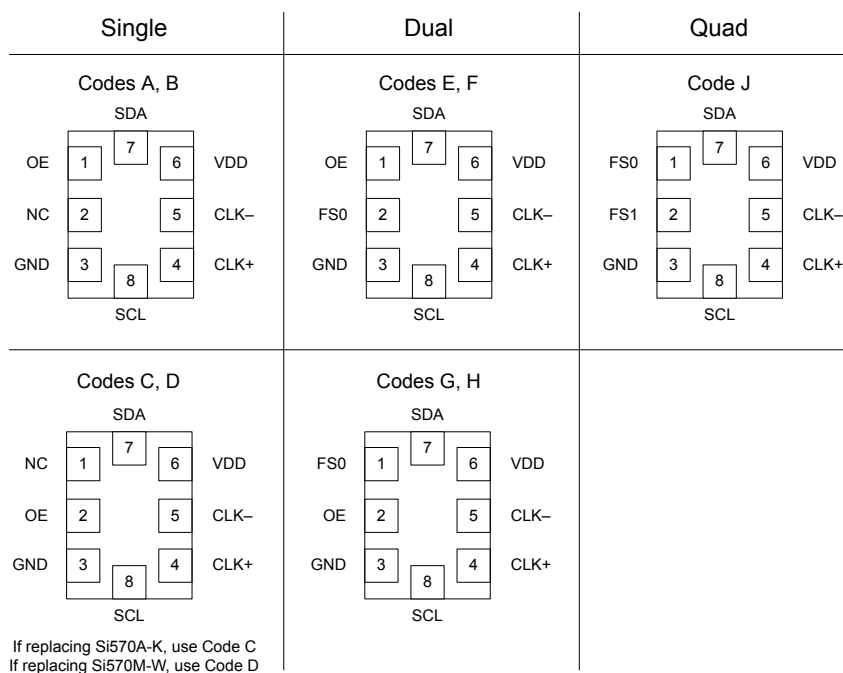 Single Dual Quad
Codes A, B
SDA
7
OE 1 6 VDD
NC 2 5 CLK–
GND 3 4 CLK+
8
SCL
Codes E, F
SDA
7
OE 1 6 VDD
FS0 2 5 CLK–
GND 3 4 CLK+
8
SCL
Code J
SDA
7
FS0 1 6 VDD
FS1 2 5 CLK–
GND 3 4 CLK+
8
SCL
Codes C, D
SDA
7
NC 1 6 VDD
OE 2 5 CLK–
GND 3 4 CLK+
8
SCL
If replacing Si570A-K, use Code C
If replacing Si570M-W, use Code D
Codes G, H
SDA
7
FS0 1 6 VDD
OE 2 5 CLK–
GND 3 4 CLK+
8
SCL